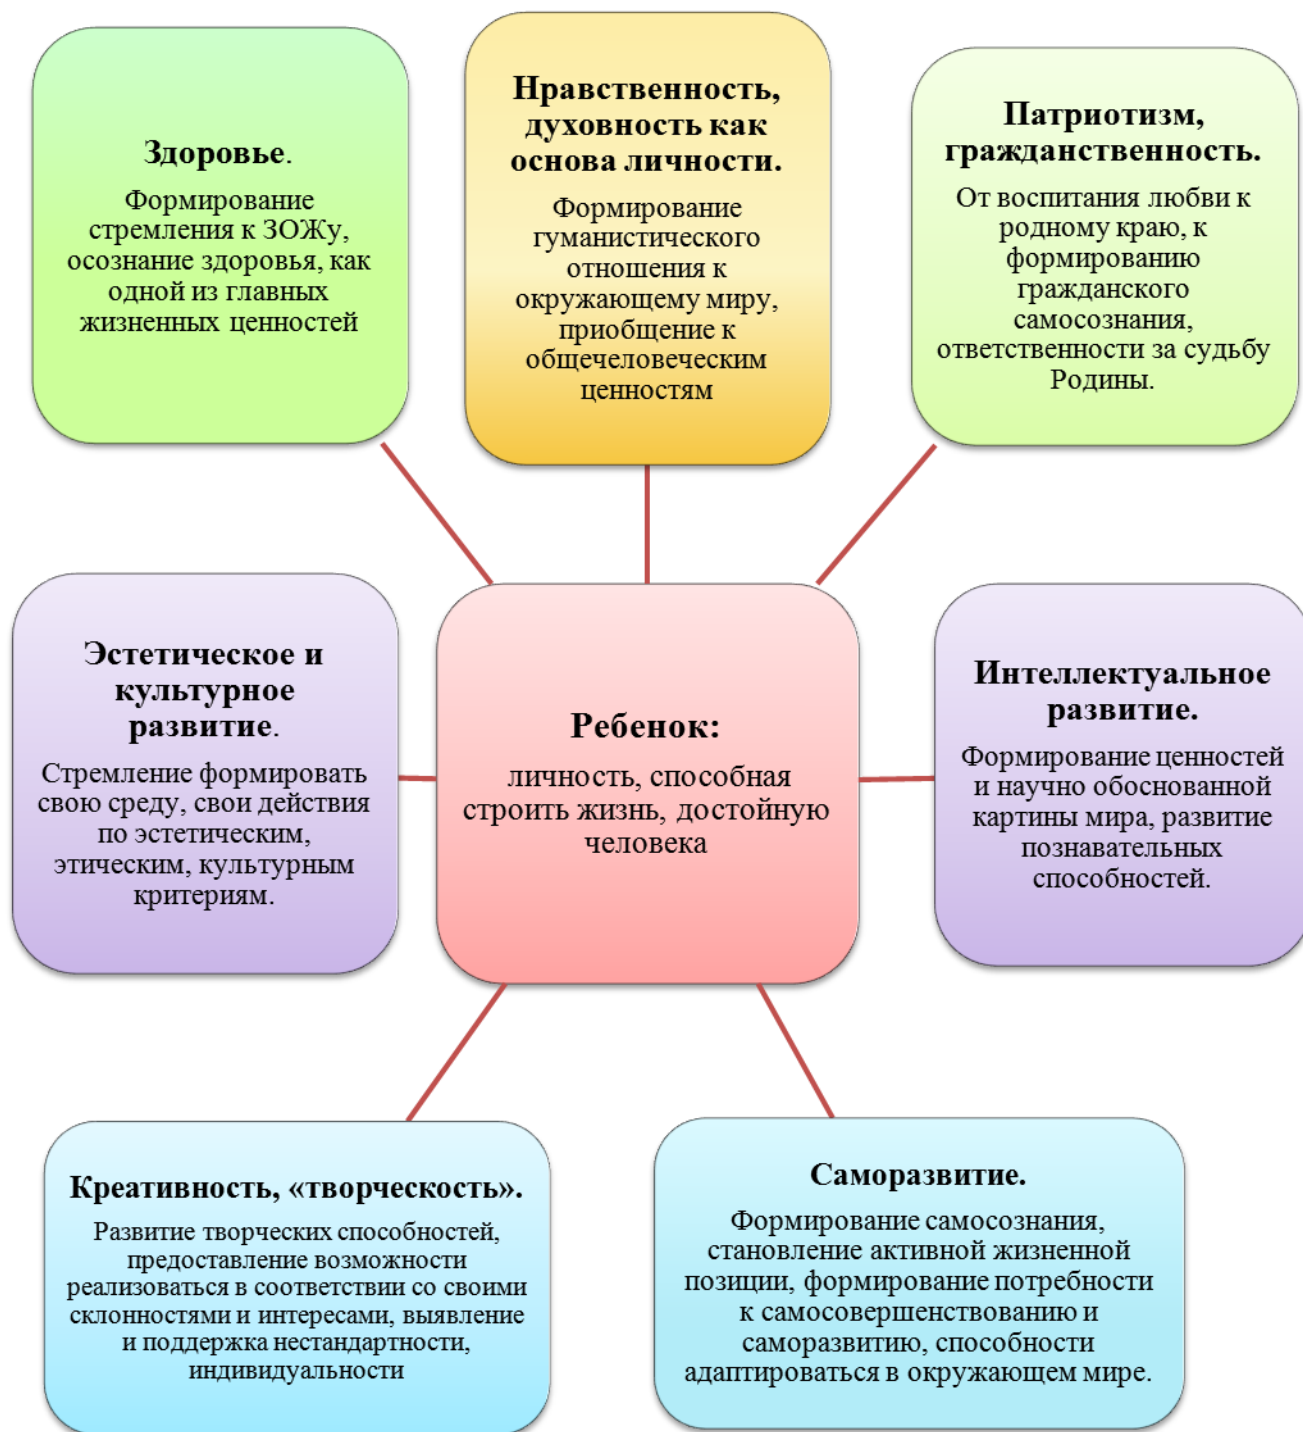 Здоровье.
Формирование
стремления к ЗОЖу,
осознание здоровья, как
одной из главных
жизненных ценностей
Нравственность,
духовность как
основа личности.
Формирование
гуманистического
отношения к
окружающему миру,
приобщение к
общечеловеческим
ценностям
Патриотизм,
гражданственность.
От воспитания любви к
родному краю, к
формированию
гражданского
самосознания,
ответственности за судьбу
Родины.
Эстетическое и
культурное
развитие.
Стремление формировать
свою среду, свои действия
по эстетическим,
этическим, культурным
критериям.
Ребенок:
личность, способная
строить жизнь, достойную
человека
Интеллектуальное
развитие.
Формирование ценностей
и научно обоснованной
картины мира, развитие
познавательных
способностей.
Креативность, «творческость».
Развитие творческих способностей,
предоставление возможности
реализоваться в соответствии со своими
склонностями и интересами, выявление
и поддержка нестандартности,
индивидуальности
Саморазвитие.
Формирование самосознания,
становление активной жизненной
позиции, формирование потребности
к самосовершенствованию и
саморазвитию, способности
адаптироваться в окружающем мире.